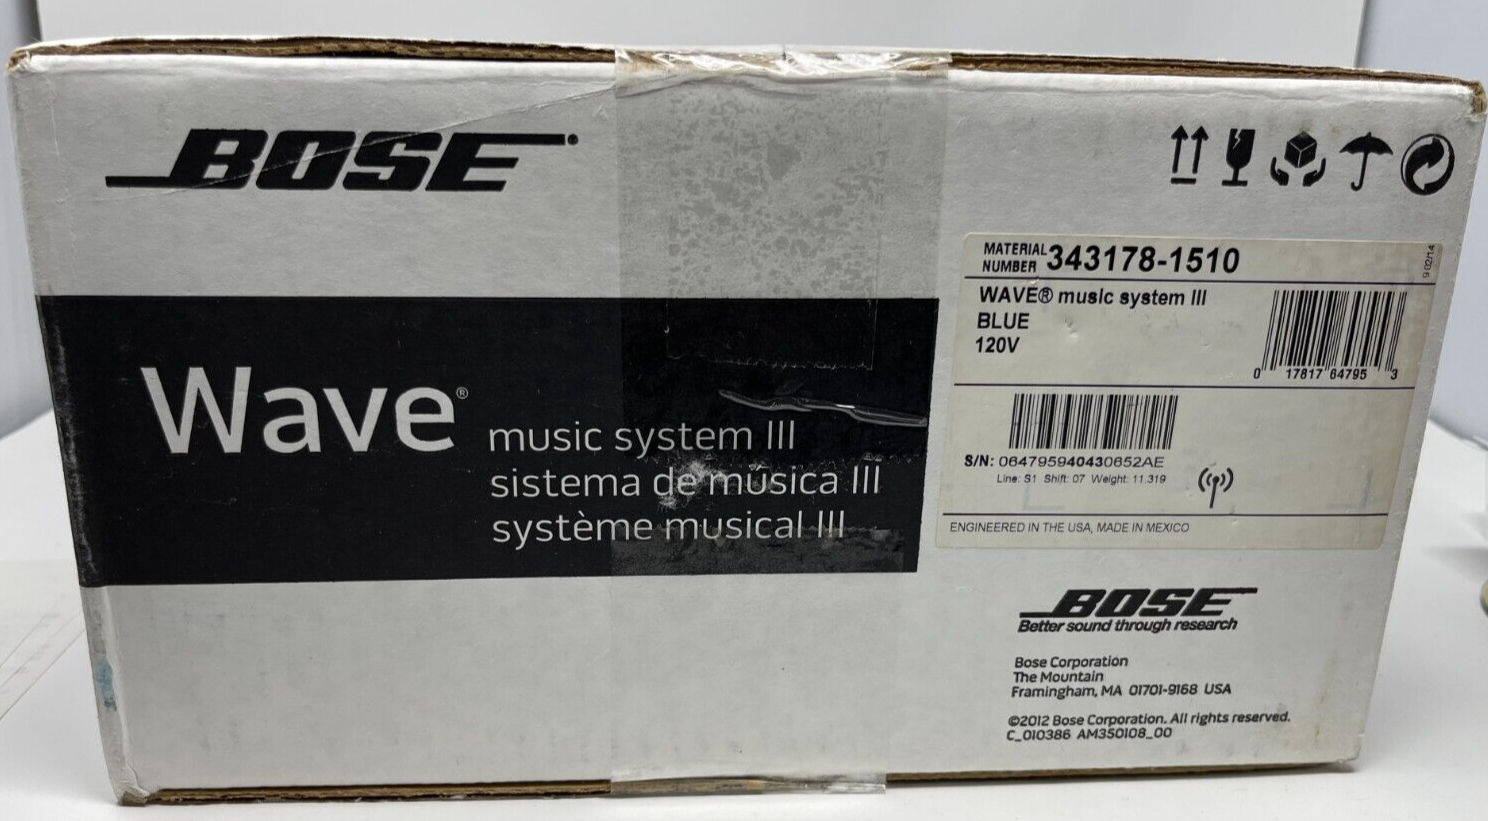 BOSE
Wave®
music system III
sistema de música III
système musical III
MATERIAL NUMBER 343178-1510
9 02/14
WAVE® music system III
BLUE
120V
0 17817 64795 3
S/N: 064795940430652AE
Line: S1 Shift: 07 Weight: 11.319
ENGINEERED IN THE USA, MADE IN MEXICO
BOSE
Better sound through research
Bose Corporation
The Mountain
Framingham, MA 01701-9168 USA
©2012 Bose Corporation. All rights reserved.
C_010386 AM350108_00